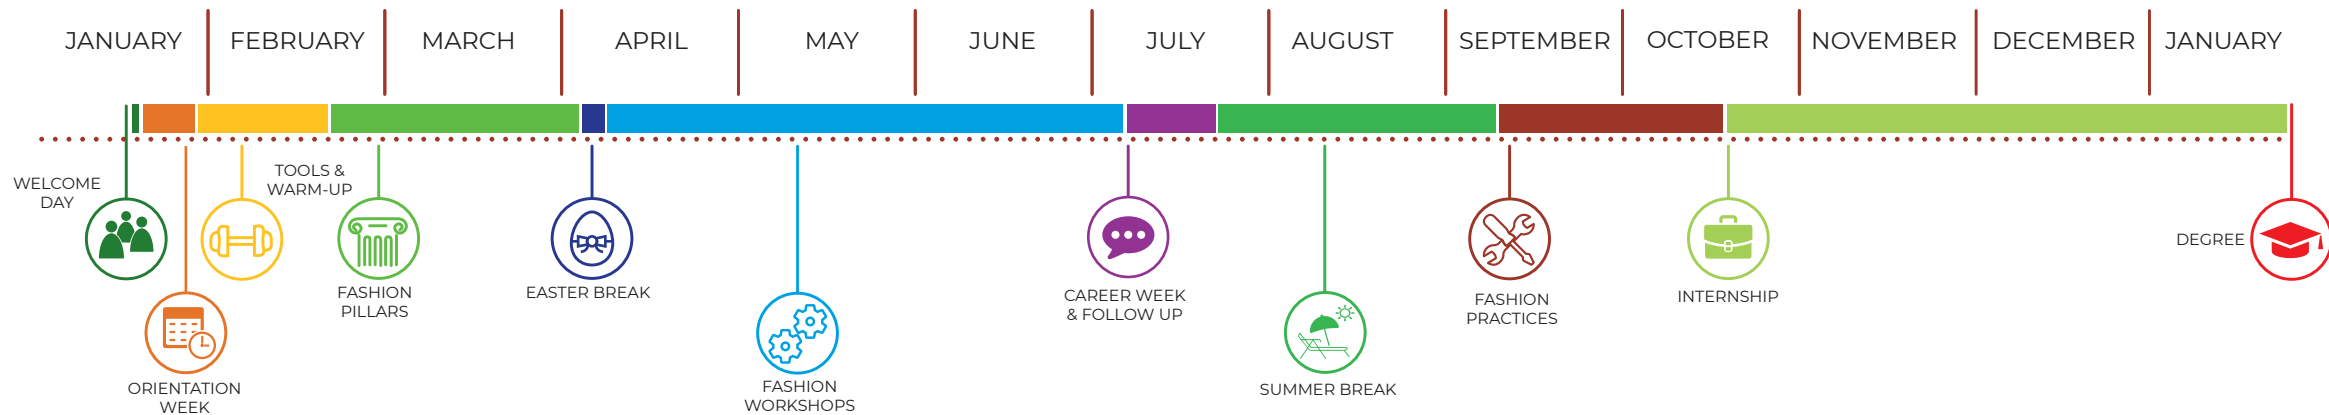 JANUARY
FEBRUARY
MARCH
APRIL
MAY
JUNE
JULY
AUGUST
SEPTEMBER
OCTOBER
NOVEMBER
DECEMBER
JANUARY
WELCOME
DAY
ORIENTATION
WEEK
TOOLS &
WARM-UP
FASHION
PILLARS
EASTER BREAK
FASHION
WORKSHOPS
CAREER WEEK
& FOLLOW UP
SUMMER BREAK
FASHION
PRACTICES
INTERNSHIP
DEGREE